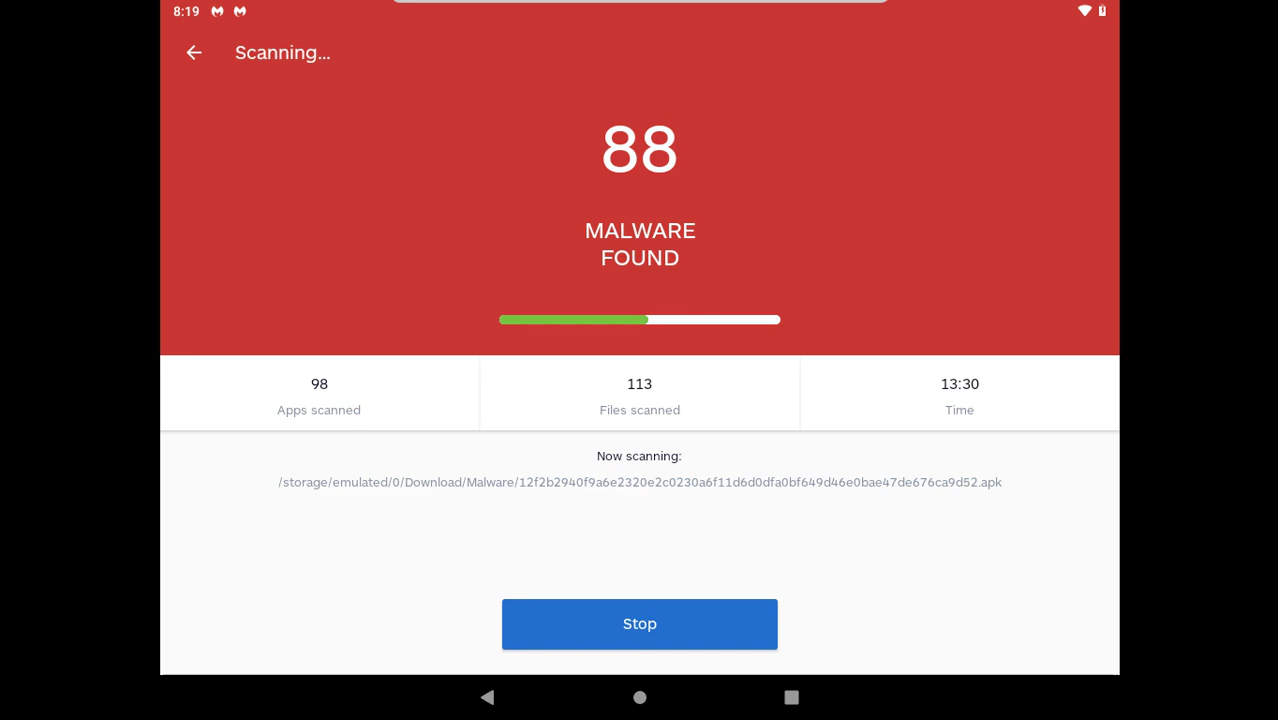 8:19
Scanning...
88
MALWARE
FOUND
98
Apps scanned
113
Files scanned
13:30
Time
Now scanning:
/storage/emulated/0/Download/Malware/12f2b2940f9a6e2320e2c0230a6f11d6d0dfa0bf649d46e0bae47de676ca9d52.apk
Stop